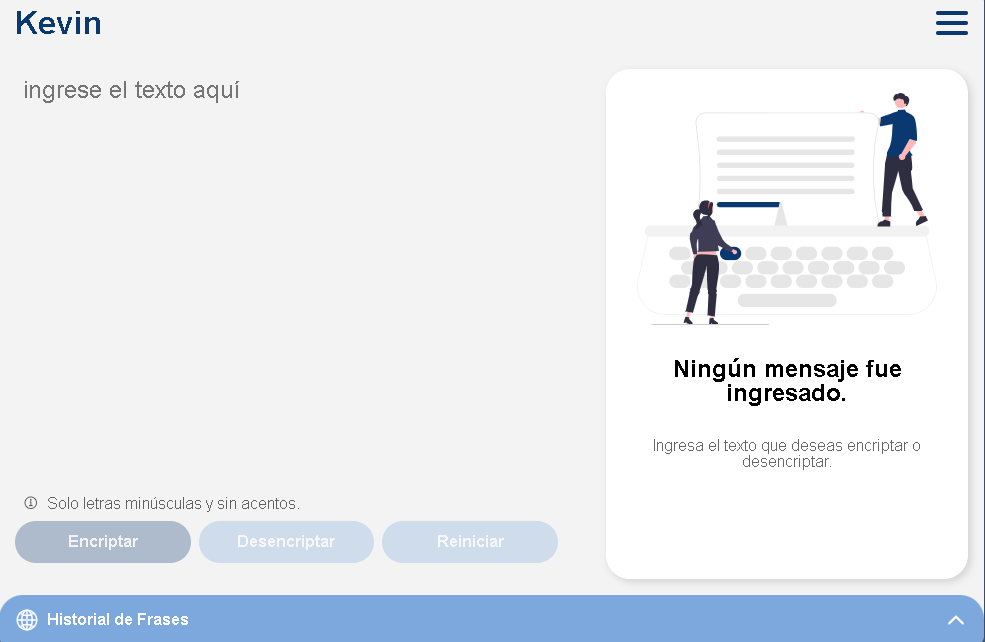 Kevin
ingrese el texto aquí
Ningún mensaje fue
ingresado.
Ingresa el texto que deseas encriptar o
desencriptar.
Solo letras minúsculas y sin acentos.
Encriptar
Desencriptar
Reiniciar
Historial de Frases